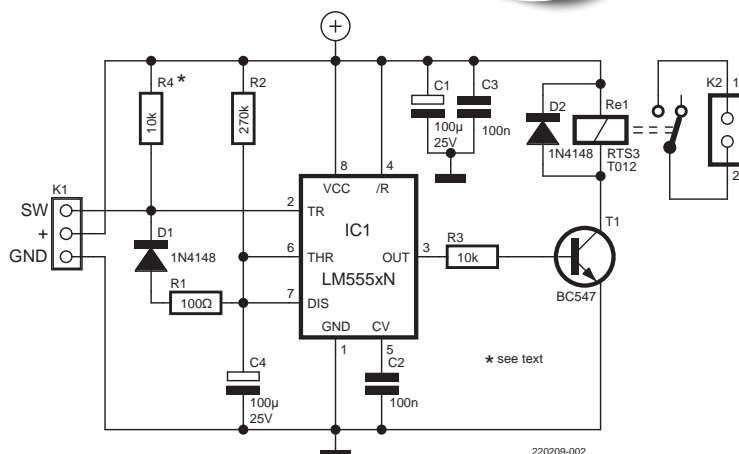 +
R4 *
10k
R2
270k
C1
100µ
25V
C3
100n
D2
1N4148
Re1
RTS3
T012
K2
1
2
K1
SW
+
GND
D1
1N4148
R1
100Ω
8
4
VCC
/R
2
TR
IC1
6
THR
OUT
3
LM555xN
7
DIS
GND
CV
1
5
R3
10k
T1
BC547
C4
100µ
25V
C2
100n
* see text
220209-002